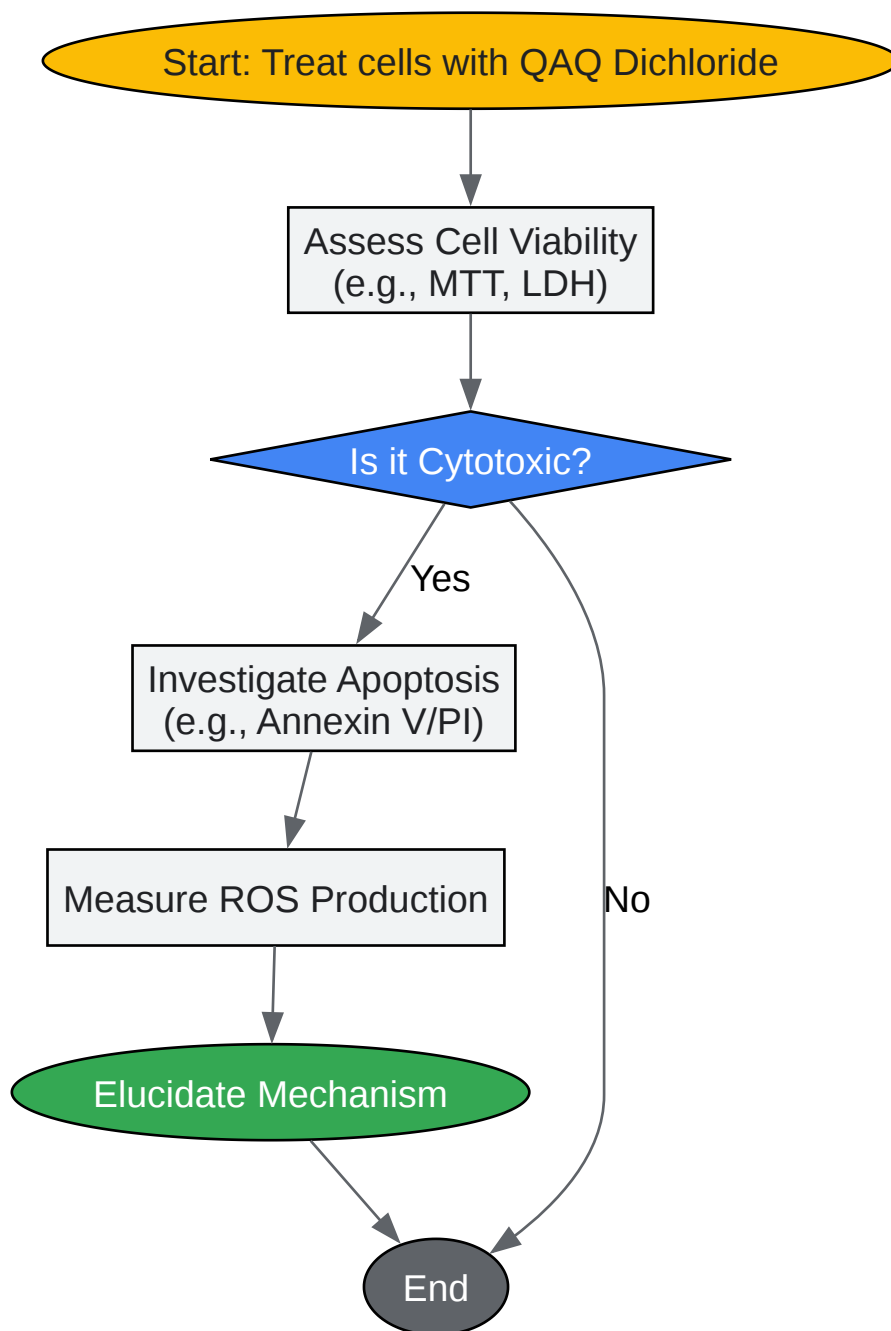 Start: Treat cells with QAQ Dichloride
Assess Cell Viability
(e.g., MTT, LDH)
Is it Cytotoxic?
Yes
Investigate Apoptosis
(e.g., Annexin V/PI)
Measure ROS Production
No
Elucidate Mechanism
End